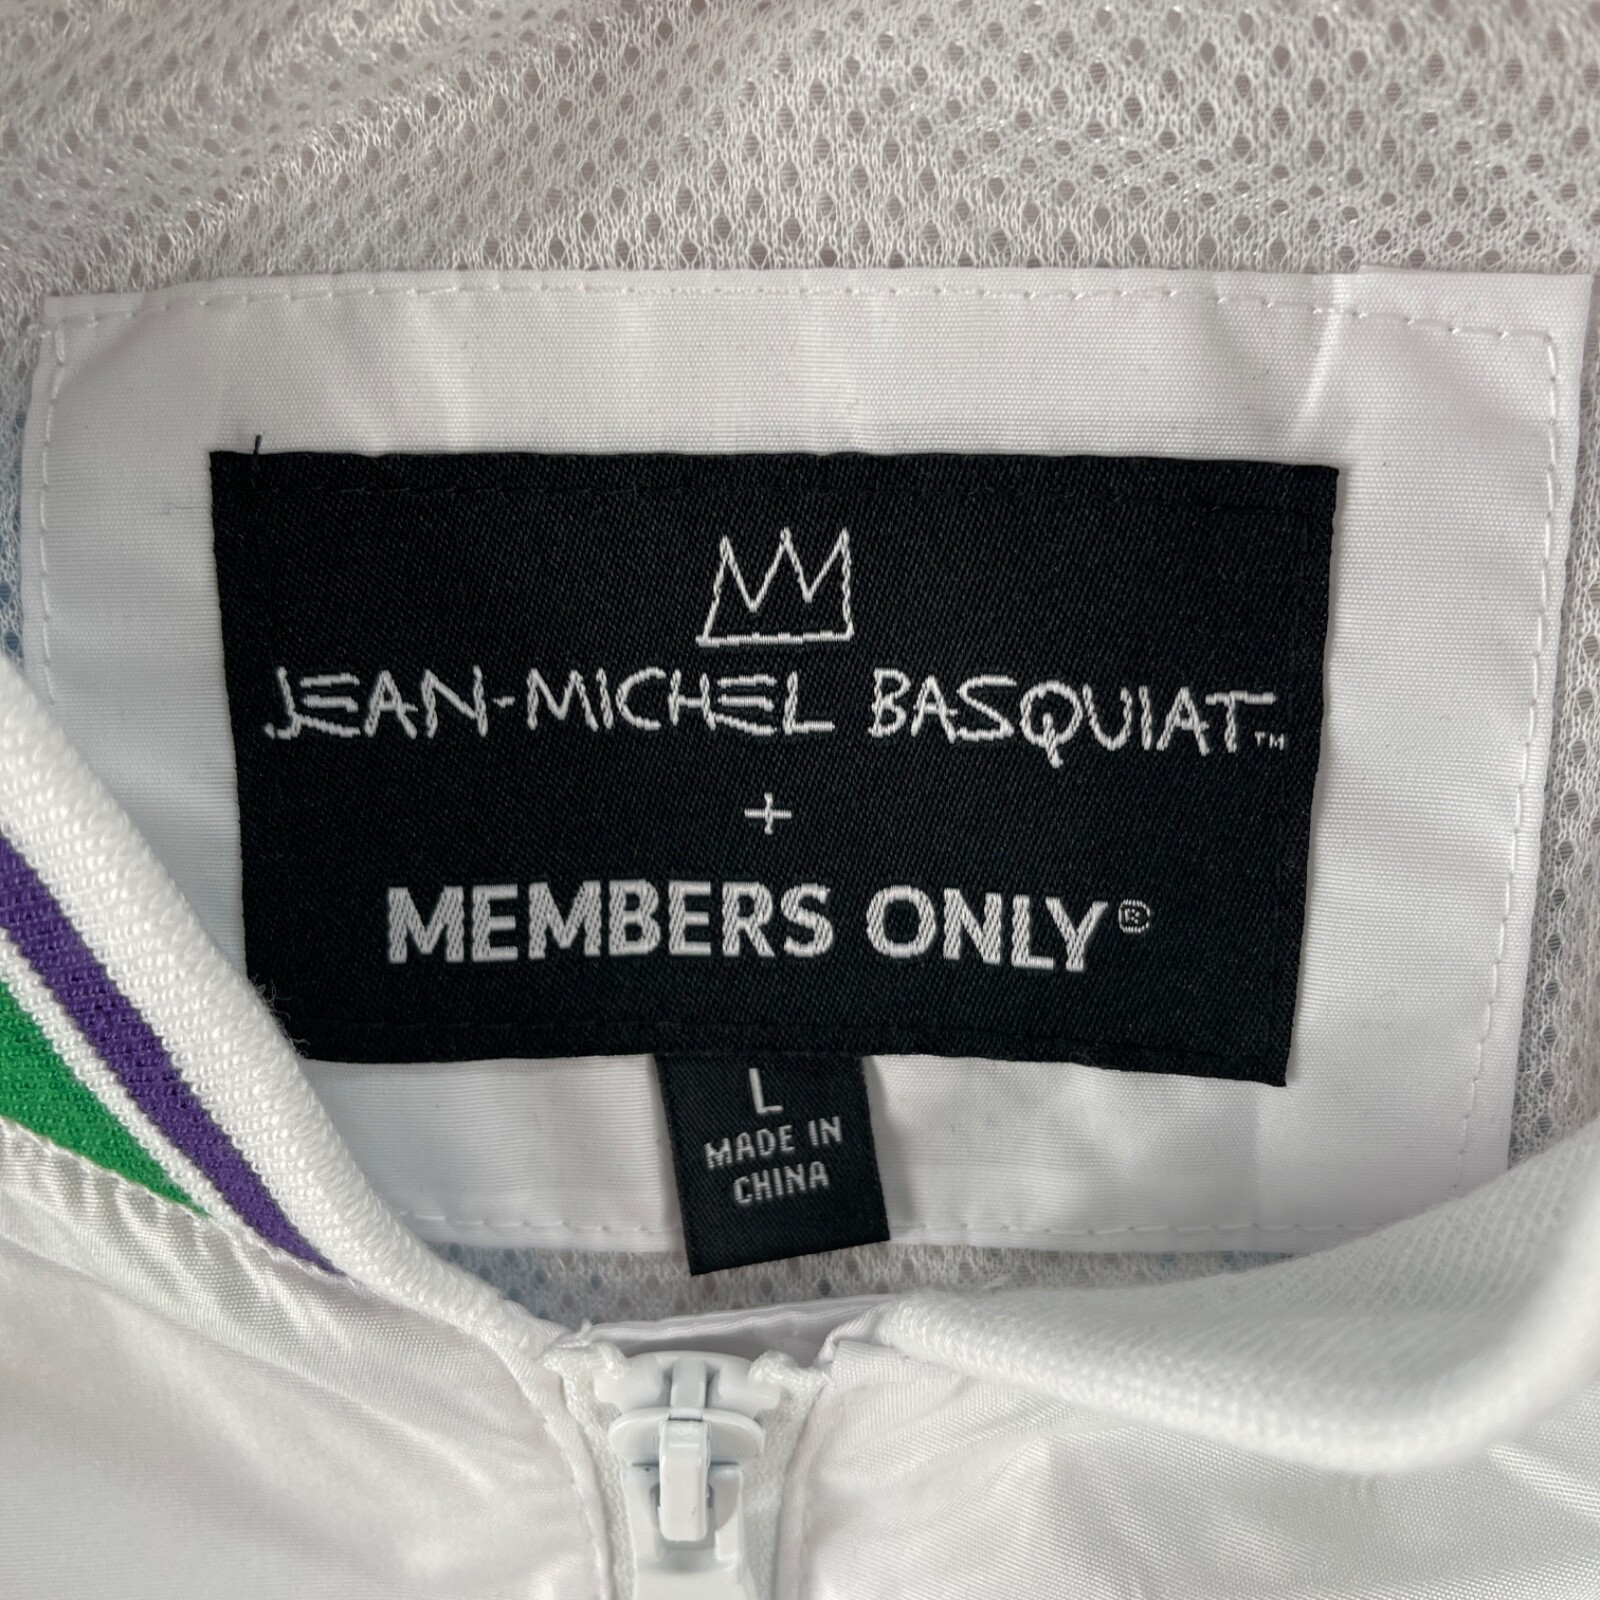 JEAN-MICHEL BASQUIAT™
+
MEMBERS ONLY®
L
MADE IN
CHINA